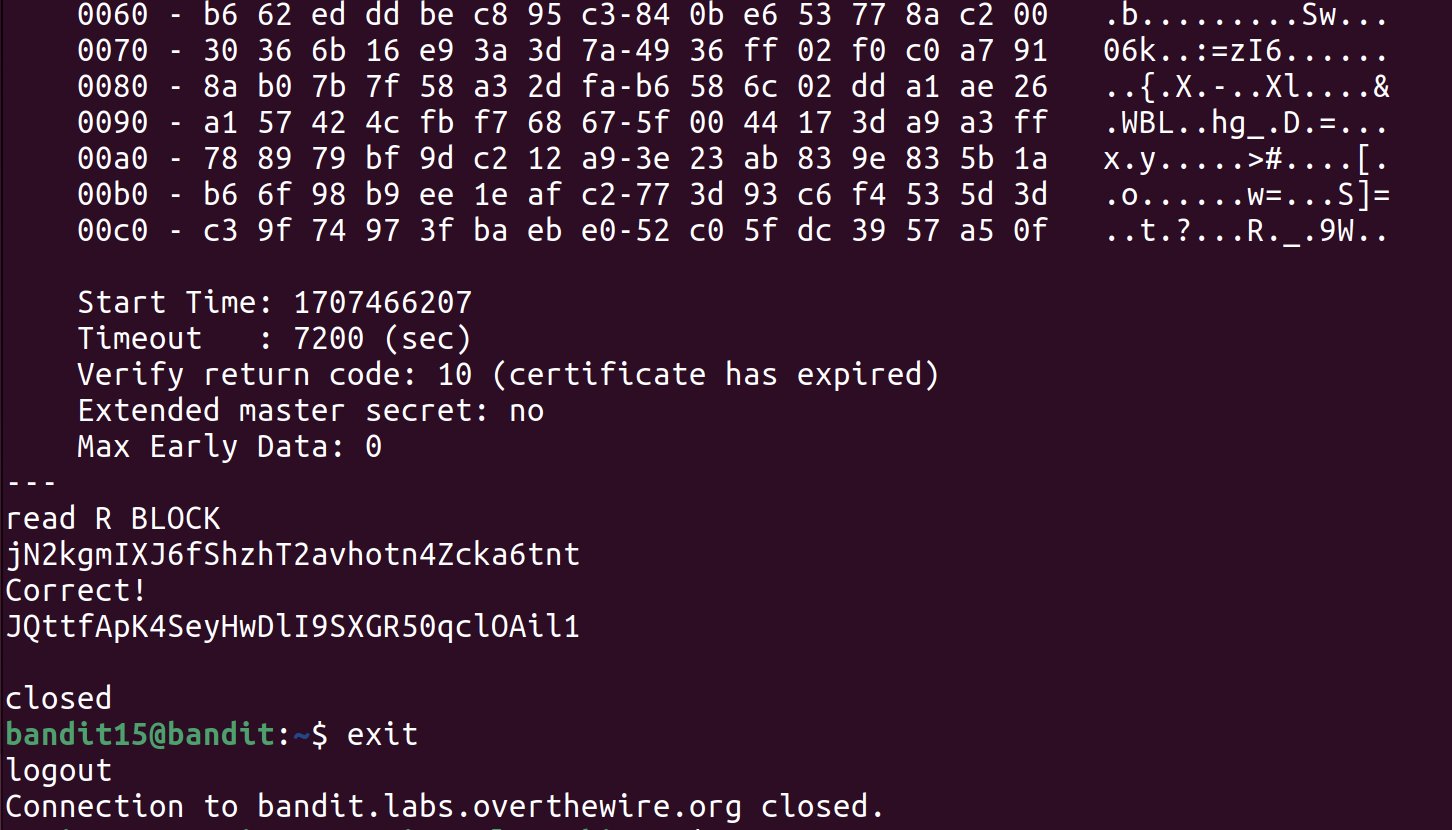 0060 - b6 62 ed dd be c8 95 c3-84 0b e6 53 77 8a c2 00   .b.........Sw...
0070 - 30 36 6b 16 e9 3a 3d 7a-49 36 ff 02 f0 c0 a7 91   06k..:=zI6......
0080 - 8a b0 7b 7f 58 a3 2d fa-b6 58 6c 02 dd a1 ae 26   ..{.X.-..Xl....&
0090 - a1 57 42 4c fb f7 68 67-5f 00 44 17 3d a9 a3 ff   .WBL..hg_.D.=...
00a0 - 78 89 79 bf 9d c2 12 a9-3e 23 ab 83 9e 83 5b 1a   x.y.....>#....[.
00b0 - b6 6f 98 b9 ee 1e af c2-77 3d 93 c6 f4 53 5d 3d   .o......w=...S]=
00c0 - c3 9f 74 97 3f ba eb e0-52 c0 5f dc 39 57 a5 0f   ..t.?...R._.9W..
Start Time: 1707466207
Timeout   : 7200 (sec)
Verify return code: 10 (certificate has expired)
Extended master secret: no
Max Early Data: 0
---
read R BLOCK
jN2kgmIXJ6fShzhT2avhotn4Zcka6tnt
Correct!
JQttfApK4SeyHwDlI9SXGR50qclOAil1
closed
bandit15@bandit:~$ exit
logout
Connection to bandit.labs.overthewire.org closed.